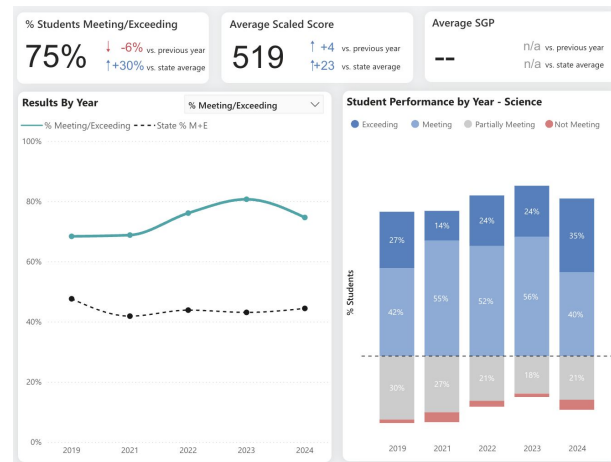 % Students Meeting/Exceeding
75%
↓ -6% vs. previous year
↑+30% vs. state average
Average Scaled Score
519
↑ +4 vs. previous year
↑+23 vs. state average
Average SGP
--
n/a vs. previous year
n/a vs. state average
Results By Year
% Meeting/Exceeding
% Meeting/Exceeding State % M+E
100%
80%
60%
40%
20%
0%
2019 2021 2022 2023 2024
Student Performance by Year - Science
Exceeding Meeting Partially Meeting Not Meeting
% Students
27% 14% 24% 24% 35%
42% 55% 52% 56% 40%
30% 27% 21% 18% 21%
2019 2021 2022 2023 2024